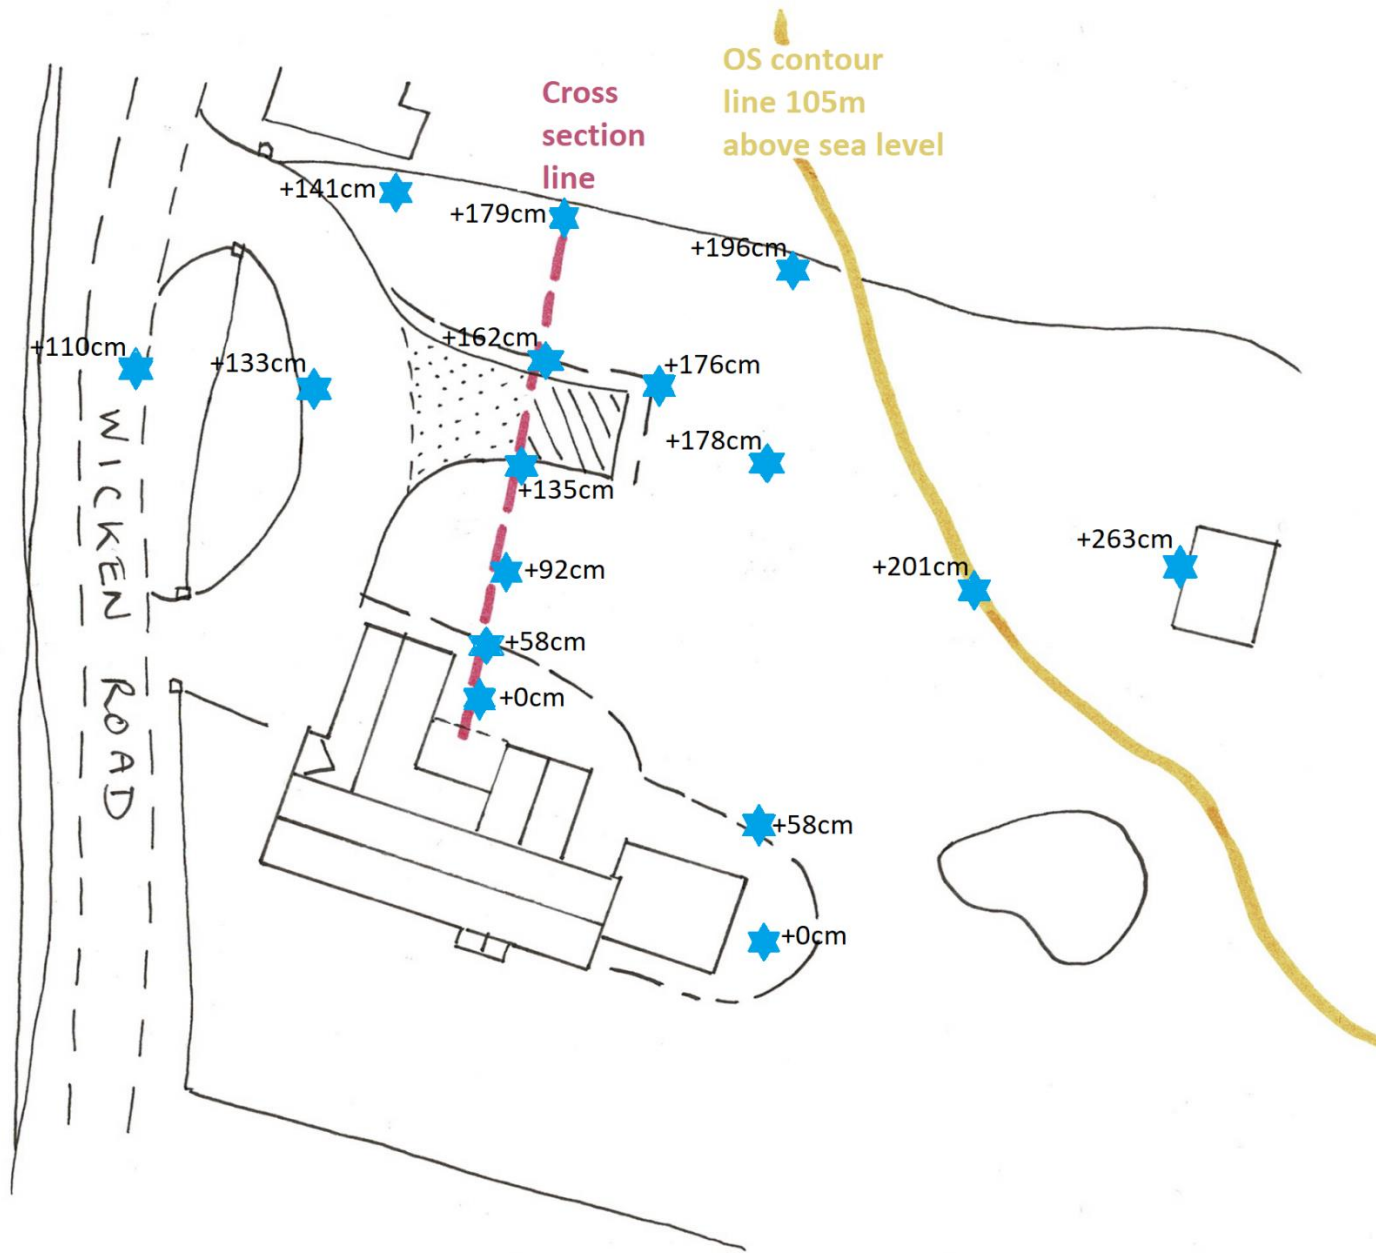 OS contour
line 105m
above sea level
Cross
section
line
+141cm
+179cm
+196cm
+110cm
+133cm
+162cm
+176cm
+178cm
+135cm
+92cm
+201cm
+263cm
+58cm
+0cm
+58cm
+0cm
WICKEN ROAD